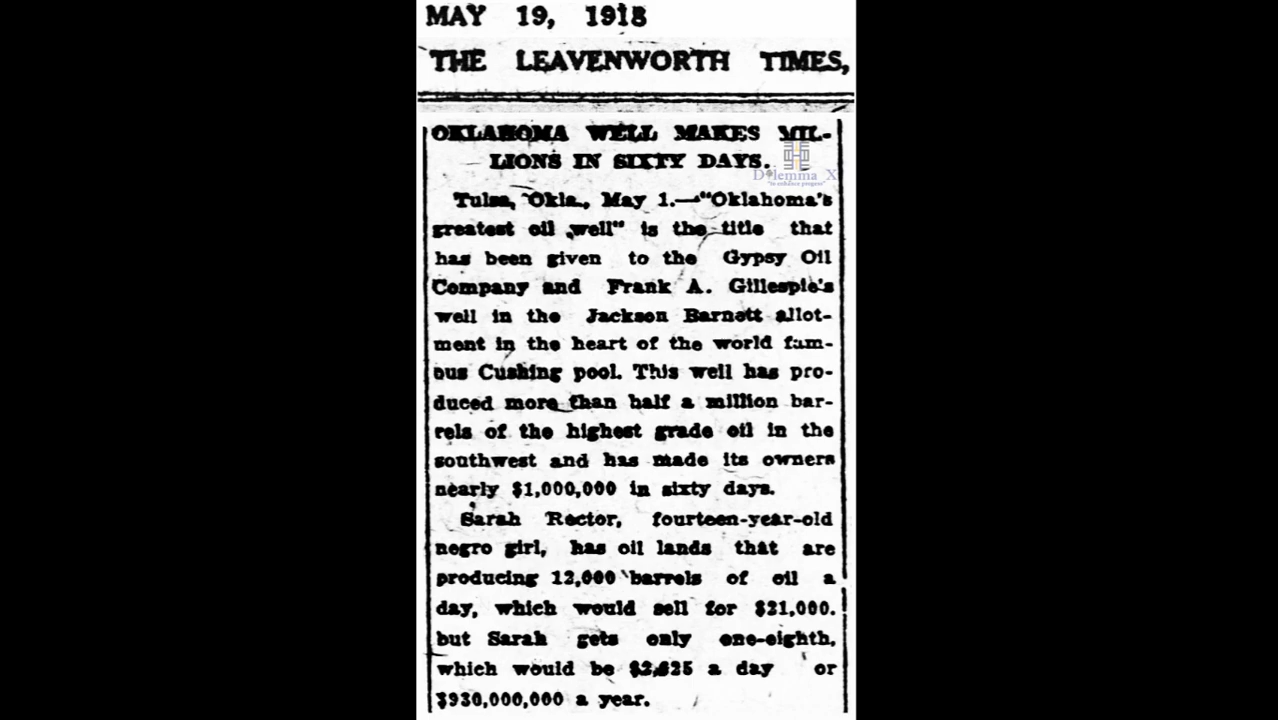 MAY 19, 1918
THE LEAVENWORTH TIMES,
OKLAHOMA WELL MAKES MIL-
LIONS IN SIXTY DAYS.
Dilemma X
"to enhance progress"
Tulsa, Okla., May 1.—"Oklahoma's
greatest oil well" is the title that
has been given to the Gypsy Oil
Company and Frank A. Gillespie's
well in the Jackson Barnett allot-
ment in the heart of the world fam-
ous Cushing pool. This well has pro-
duced more than half a million bar-
rels of the highest grade oil in the
southwest and has made its owners
nearly $1,000,000 in sixty days.
Sarah Rector, fourteen-year-old
negro girl, has oil lands that are
producing 12,000 barrels of oil a
day, which would sell for $21,000.
but Sarah gets only one-eighth,
which would be $2,625 a day or
$930,000,000 a year.